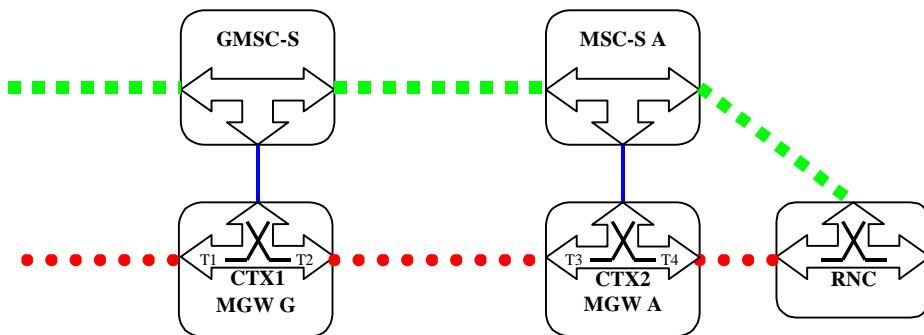 GMSC-S
MSC-S A
T1
T2
CTX1
MGW G
T3
T4
CTX2
MGW A
RNC